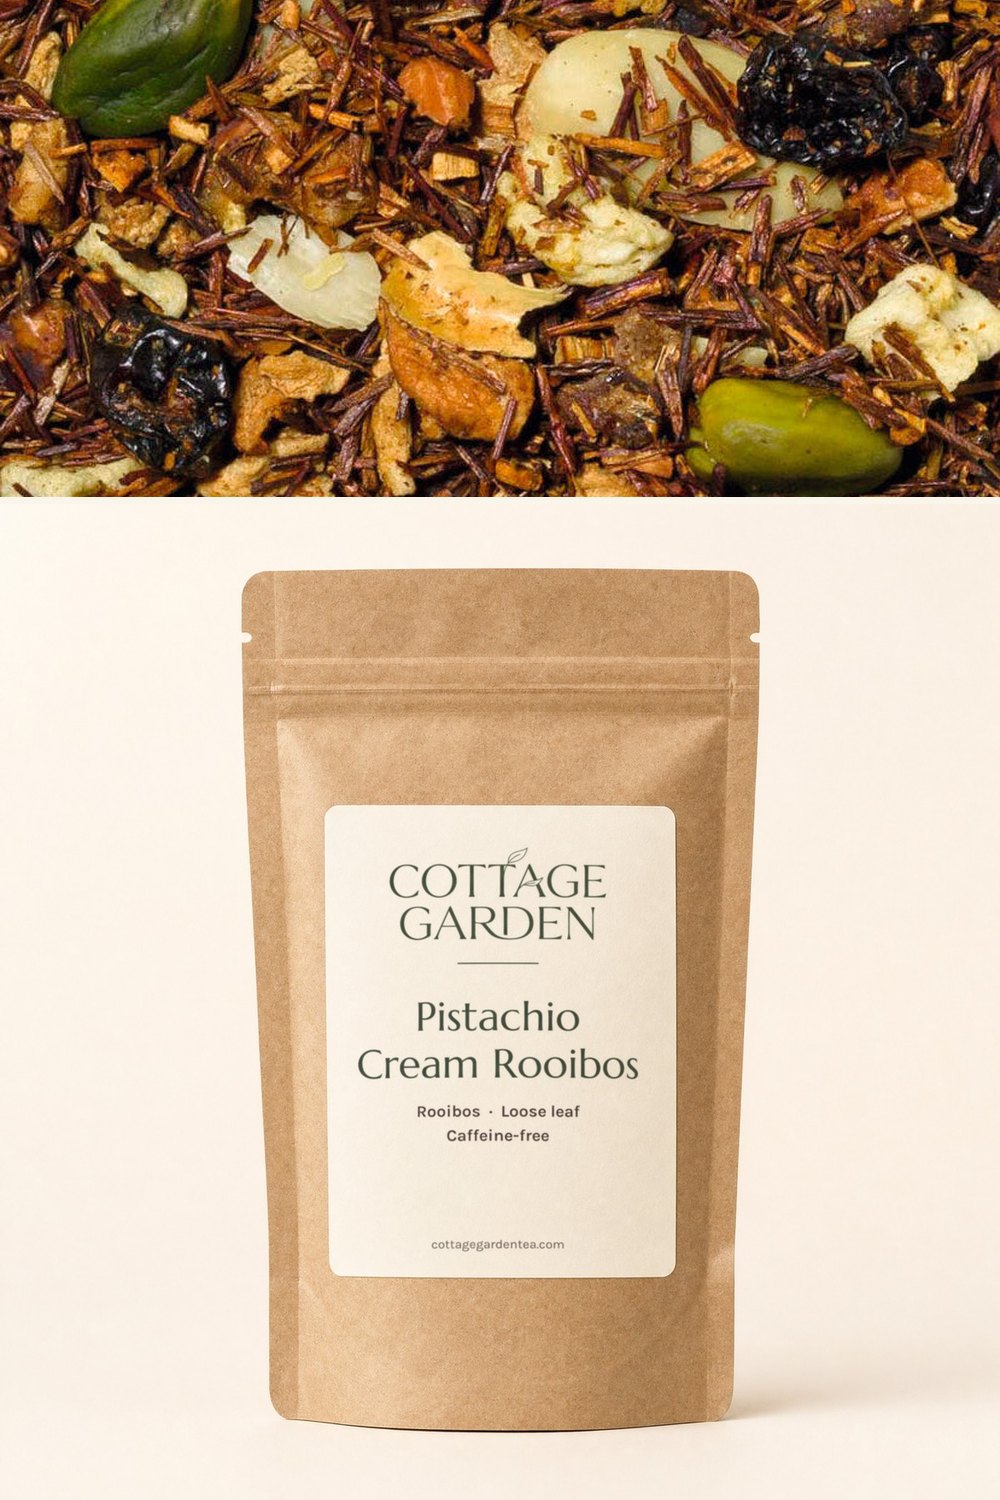 COTTAGE
GARDEN
Pistachio
Cream Rooibos
Rooibos · Loose leaf
Caffeine-free
cottagegardentea.com